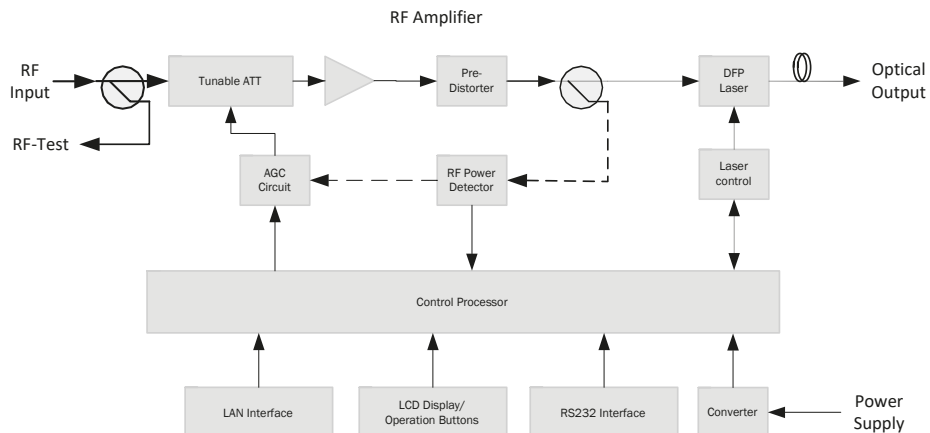 RF Amplifier
RF
Input
Tunable ATT
Pre-
Distorter
DFP
Laser
Optical
Output
RF-Test
AGC
Circuit
RF Power
Detector
Laser
control
Control Processor
LAN Interface
LCD Display/
Operation Buttons
RS232 Interface
Converter
Power
Supply